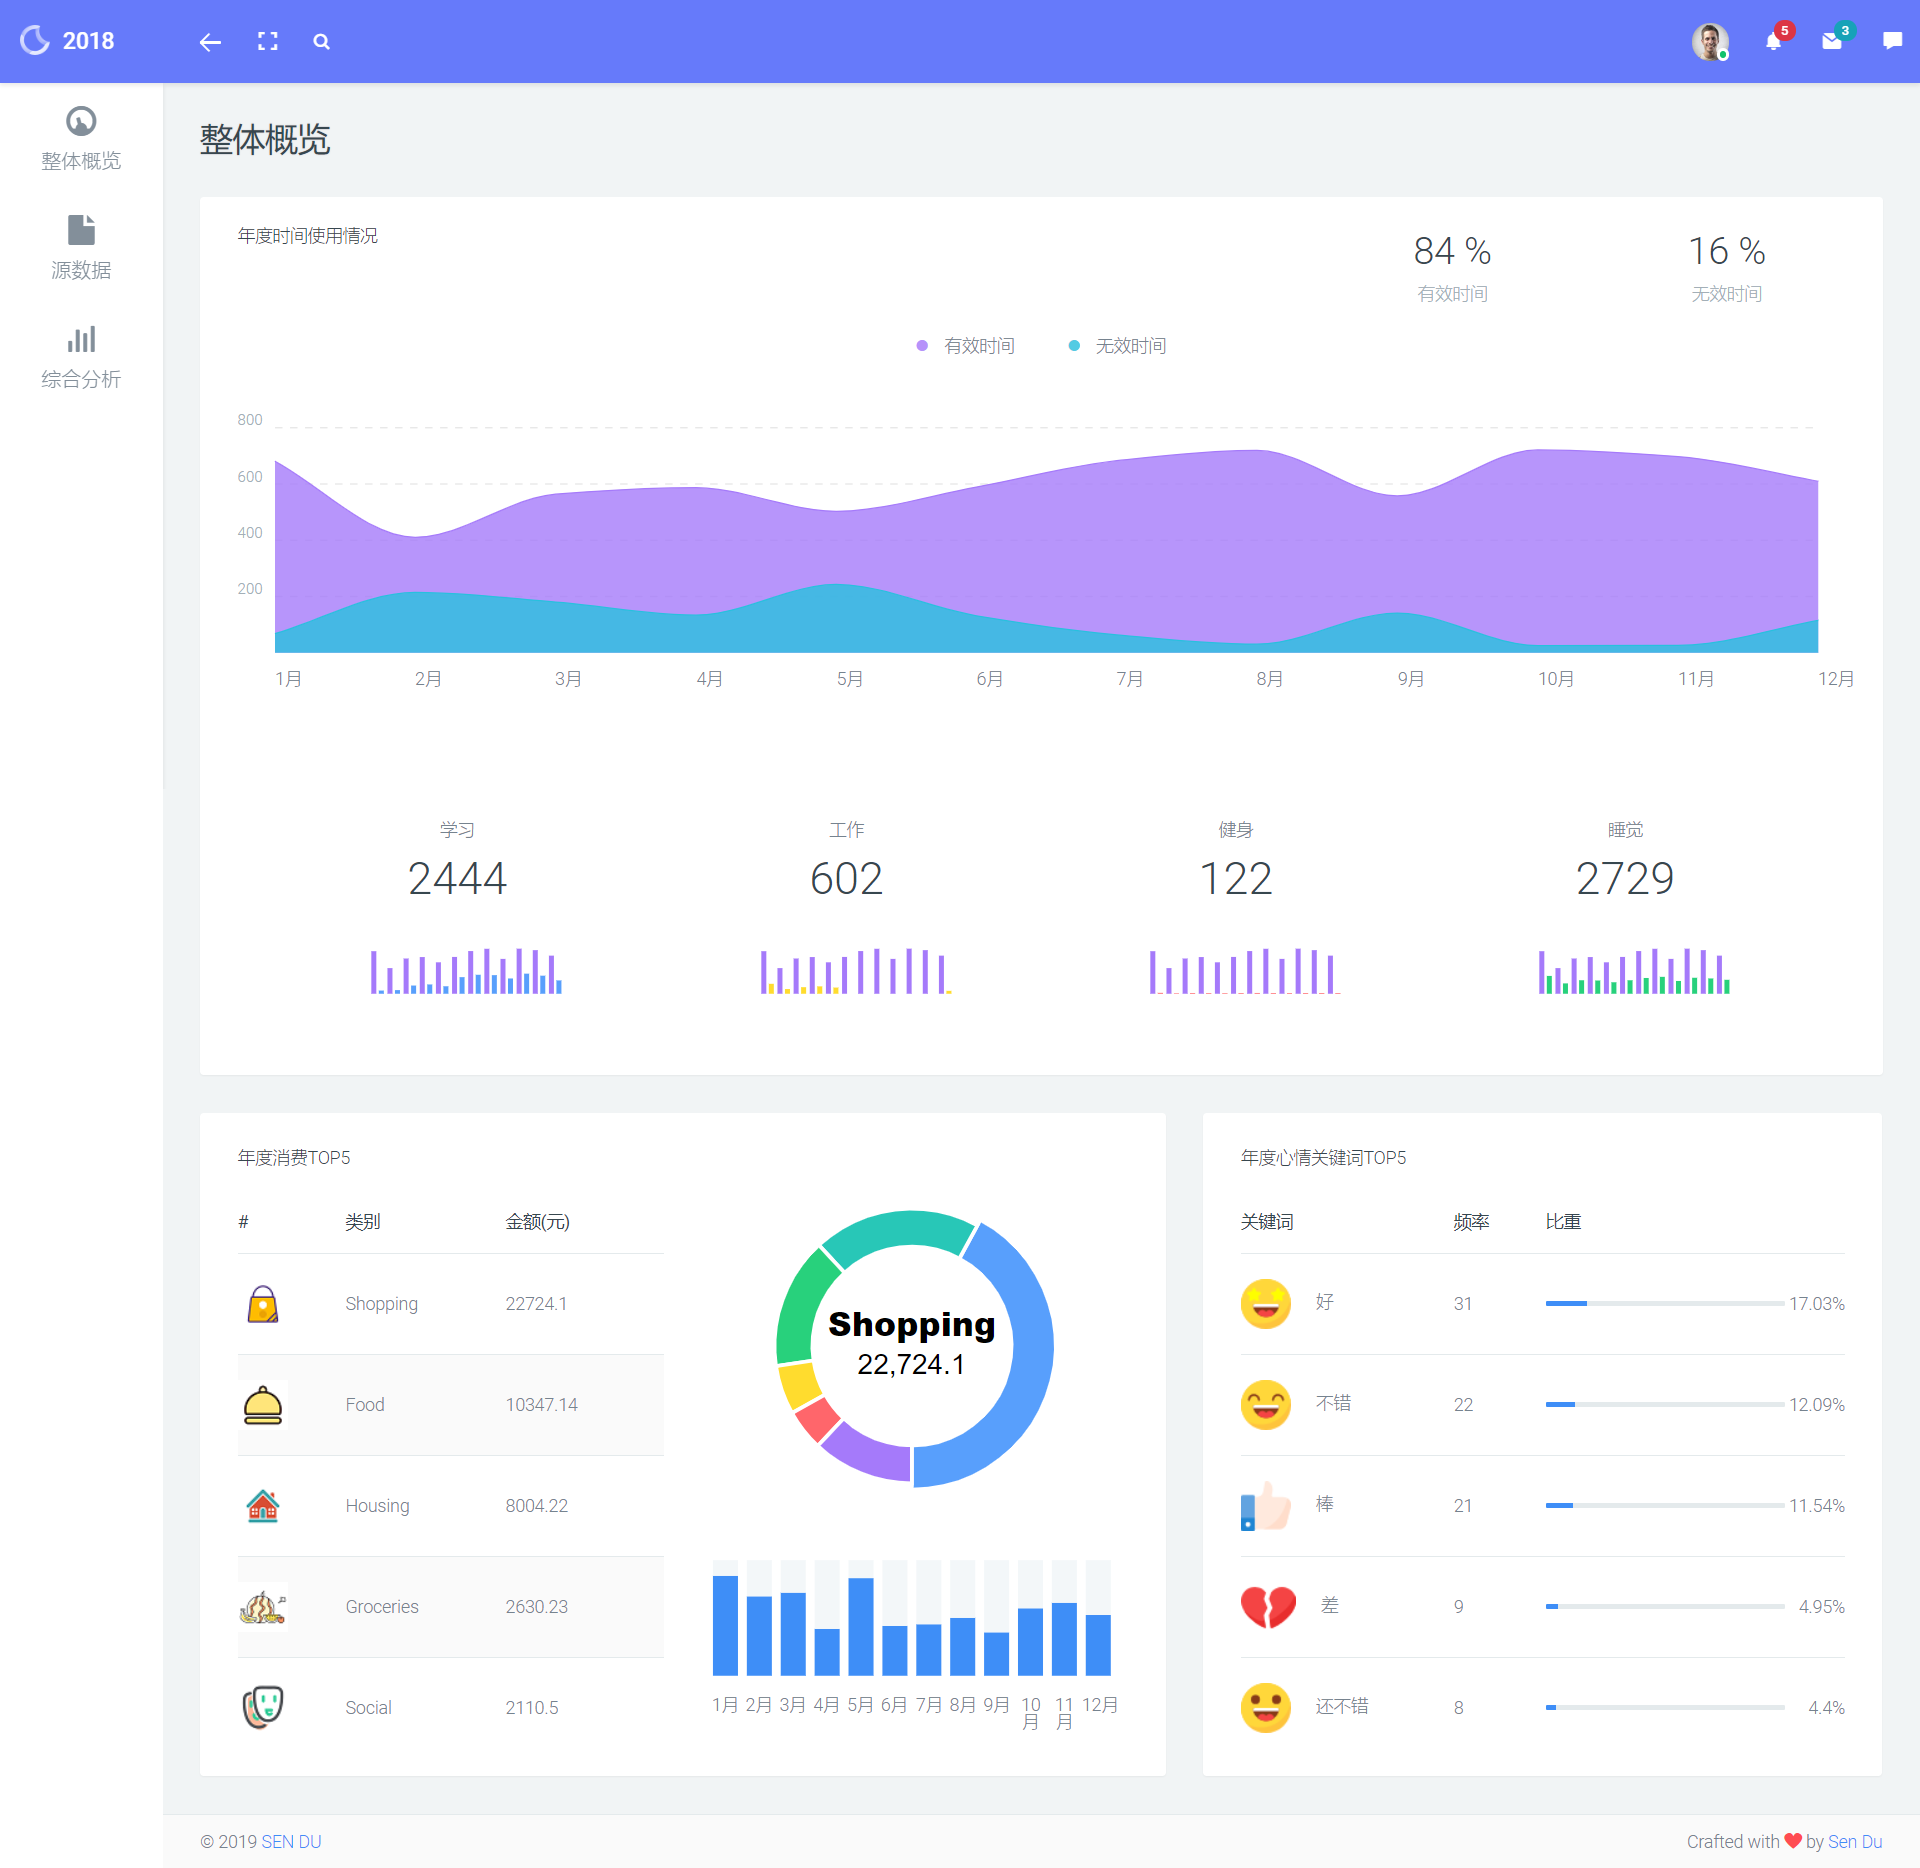 2018
5
3
整体概览
源数据
综合分析
整体概览
年度时间使用情况
84 %
有效时间
16 %
无效时间
有效时间
无效时间
800
600
400
200
1月 2月 3月 4月 5月 6月 7月 8月 9月 10月 11月 12月
学习
2444
工作
602
健身
122
睡觉
2729
年度消费TOP5
# 类别 金额(元)
Shopping 22724.1
Food 10347.14
Housing 8004.22
Groceries 2630.23
Social 2110.5
Shopping
22,724.1
1月 2月 3月 4月 5月 6月 7月 8月 9月 10月 11月 12月
年度心情关键词TOP5
关键词 频率 比重
好 31 17.03%
不错 22 12.09%
棒 21 11.54%
差 9 4.95%
还不错 8 4.4%
© 2019 SEN DU
Crafted with ❤ by Sen Du